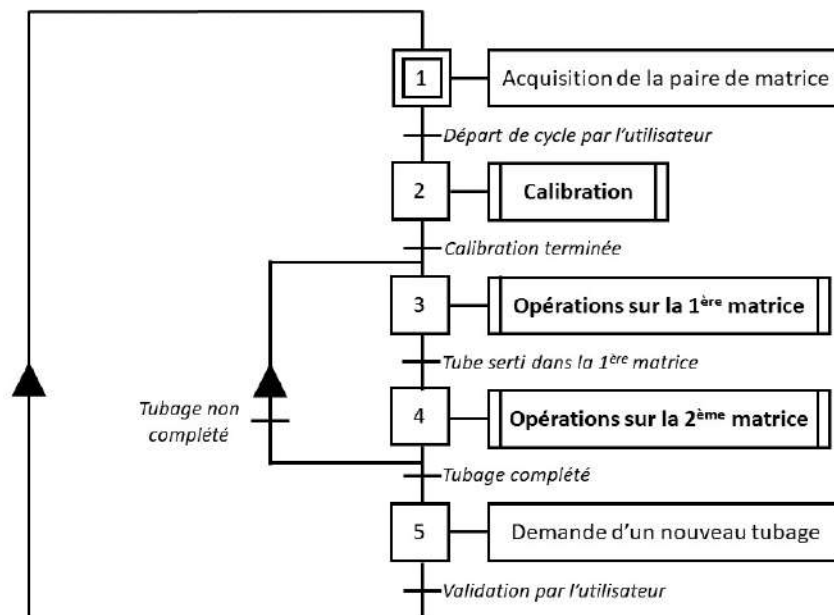 1
Acquisition de la paire de matrice
Départ de cycle par l'utilisateur
2
Calibration
Calibration terminée
3
Opérations sur la 1ère matrice
Tube serti dans la 1ère matrice
Tubage non
complété
4
Opérations sur la 2ème matrice
Tubage complété
5
Demande d'un nouveau tubage
Validation par l'utilisateur